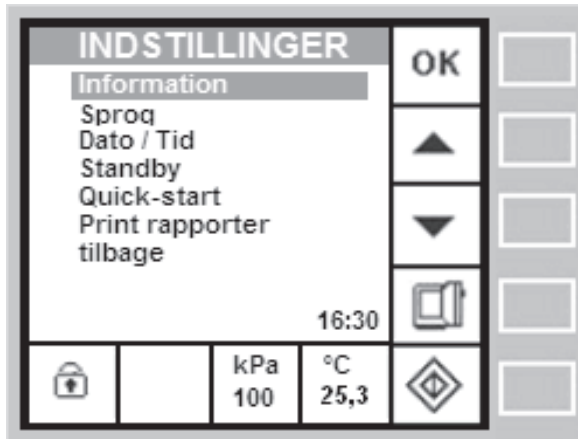 INDSTILLINGER
OK
Information
Sprog
Dato / Tid
Standby
Quick-start
Print rapporter
tilbage
16:30
kPa
100
°C
25,3